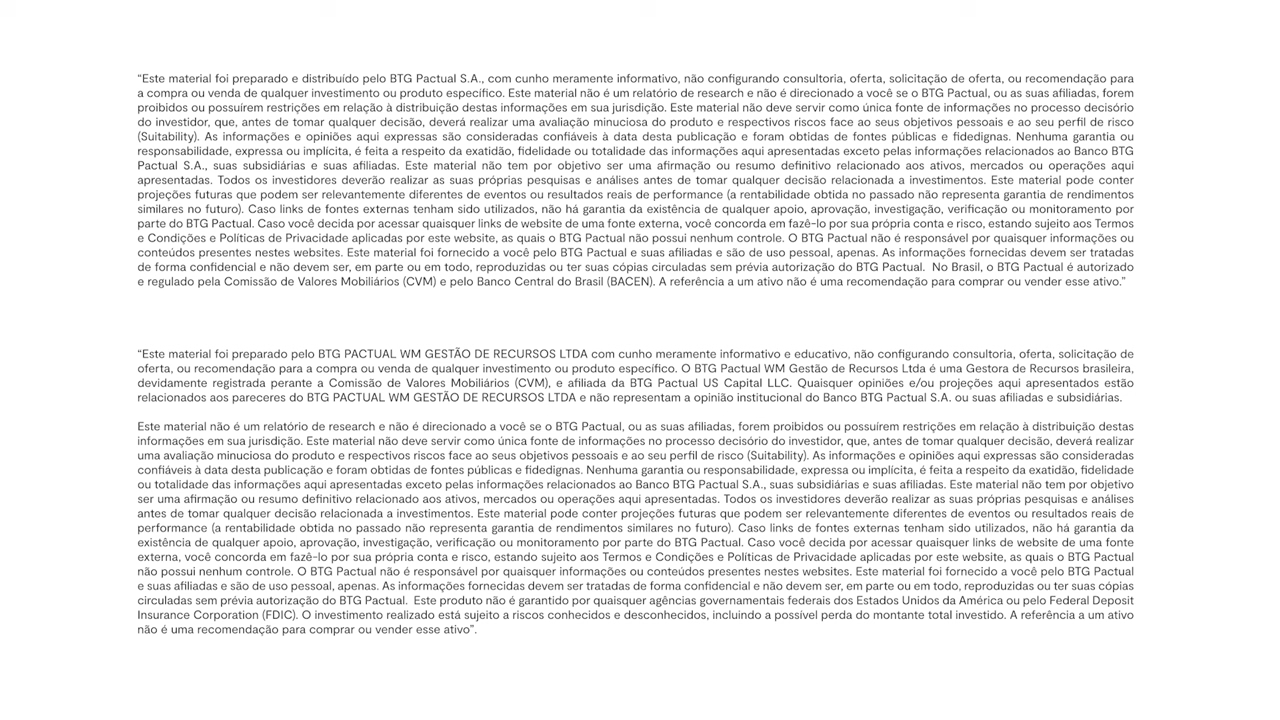 “Este material foi preparado e distribuído pelo BTG Pactual S.A., com cunho meramente informativo, não configurando consultoria, oferta, solicitação de oferta, ou recomendação para
a compra ou venda de qualquer investimento ou produto específico. Este material não é um relatório de research e não é direcionado a você se o BTG Pactual, ou as suas afiliadas, forem
proibidos ou possuírem restrições em relação à distribuição destas informações em sua jurisdição. Este material não deve servir como única fonte de informações no processo decisório
do investidor, que, antes de tomar qualquer decisão, deverá realizar uma avaliação minuciosa do produto e respectivos riscos face ao seus objetivos pessoais e ao seu perfil de risco
(Suitability). As informações e opiniões aqui expressas são consideradas confiáveis à data desta publicação e foram obtidas de fontes públicas e fidedignas. Nenhuma garantia ou
responsabilidade, expressa ou implícita, é feita a respeito da exatidão, fidelidade ou totalidade das informações aqui apresentadas exceto pelas informações relacionados ao Banco BTG
Pactual S.A., suas subsidiárias e suas afiliadas. Este material não tem por objetivo ser uma afirmação ou resumo definitivo relacionado aos ativos, mercados ou operações aqui
apresentadas. Todos os investidores deverão realizar as suas próprias pesquisas e análises antes de tomar qualquer decisão relacionada a investimentos. Este material pode conter
projeções futuras que podem ser relevantemente diferentes de eventos ou resultados reais de performance (a rentabilidade obtida no passado não representa garantia de rendimentos
similares no futuro). Caso links de fontes externas tenham sido utilizados, não há garantia da existência de qualquer apoio, aprovação, investigação, verificação ou monitoramento por
parte do BTG Pactual. Caso você decida por acessar quaisquer links de website de uma fonte externa, você concorda em fazê-lo por sua própria conta e risco, estando sujeito aos Termos
e Condições e Políticas de Privacidade aplicadas por este website, as quais o BTG Pactual não possui nenhum controle. O BTG Pactual não é responsável por quaisquer informações ou
conteúdos presentes nestes websites. Este material foi fornecido a você pelo BTG Pactual e suas afiliadas e são de uso pessoal, apenas. As informações fornecidas devem ser tratadas
de forma confidencial e não devem ser, em parte ou em todo, reproduzidas ou ter suas cópias circuladas sem prévia autorização do BTG Pactual.  No Brasil, o BTG Pactual é autorizado
e regulado pela Comissão de Valores Mobiliários (CVM) e pelo Banco Central do Brasil (BACEN). A referência a um ativo não é uma recomendação para comprar ou vender esse ativo.”
“Este material foi preparado pelo BTG PACTUAL WM GESTÃO DE RECURSOS LTDA com cunho meramente informativo e educativo, não configurando consultoria, oferta, solicitação de
oferta, ou recomendação para a compra ou venda de qualquer investimento ou produto específico. O BTG Pactual WM Gestão de Recursos Ltda é uma Gestora de Recursos brasileira,
devidamente registrada perante a Comissão de Valores Mobiliários (CVM), e afiliada da BTG Pactual US Capital LLC. Quaisquer opiniões e/ou projeções aqui apresentados estão
relacionados aos pareceres do BTG PACTUAL WM GESTÃO DE RECURSOS LTDA e não representam a opinião institucional do Banco BTG Pactual S.A. ou suas afiliadas e subsidiárias.
Este material não é um relatório de research e não é direcionado a você se o BTG Pactual, ou as suas afiliadas, forem proibidos ou possuírem restrições em relação à distribuição destas
informações em sua jurisdição. Este material não deve servir como única fonte de informações no processo decisório do investidor, que, antes de tomar qualquer decisão, deverá realizar
uma avaliação minuciosa do produto e respectivos riscos face ao seus objetivos pessoais e ao seu perfil de risco (Suitability). As informações e opiniões aqui expressas são consideradas
confiáveis à data desta publicação e foram obtidas de fontes públicas e fidedignas. Nenhuma garantia ou responsabilidade, expressa ou implícita, é feita a respeito da exatidão, fidelidade
ou totalidade das informações aqui apresentadas exceto pelas informações relacionados ao Banco BTG Pactual S.A., suas subsidiárias e suas afiliadas. Este material não tem por objetivo
ser uma afirmação ou resumo definitivo relacionado aos ativos, mercados ou operações aqui apresentadas. Todos os investidores deverão realizar as suas próprias pesquisas e análises
antes de tomar qualquer decisão relacionada a investimentos. Este material pode conter projeções futuras que podem ser relevantemente diferentes de eventos ou resultados reais de
performance (a rentabilidade obtida no passado não representa garantia de rendimentos similares no futuro). Caso links de fontes externas tenham sido utilizados, não há garantia da
existência de qualquer apoio, aprovação, investigação, verificação ou monitoramento por parte do BTG Pactual. Caso você decida por acessar quaisquer links de website de uma fonte
externa, você concorda em fazê-lo por sua própria conta e risco, estando sujeito aos Termos e Condições e Políticas de Privacidade aplicadas por este website, as quais o BTG Pactual
não possui nenhum controle. O BTG Pactual não é responsável por quaisquer informações ou conteúdos presentes nestes websites. Este material foi fornecido a você pelo BTG Pactual
e suas afiliadas e são de uso pessoal, apenas. As informações fornecidas devem ser tratadas de forma confidencial e não devem ser, em parte ou em todo, reproduzidas ou ter suas cópias
circuladas sem prévia autorização do BTG Pactual.  Este produto não é garantido por quaisquer agências governamentais federais dos Estados Unidos da América ou pelo Federal Deposit
Insurance Corporation (FDIC). O investimento realizado está sujeito a riscos conhecidos e desconhecidos, incluindo a possível perda do montante total investido. A referência a um ativo
não é uma recomendação para comprar ou vender esse ativo”.